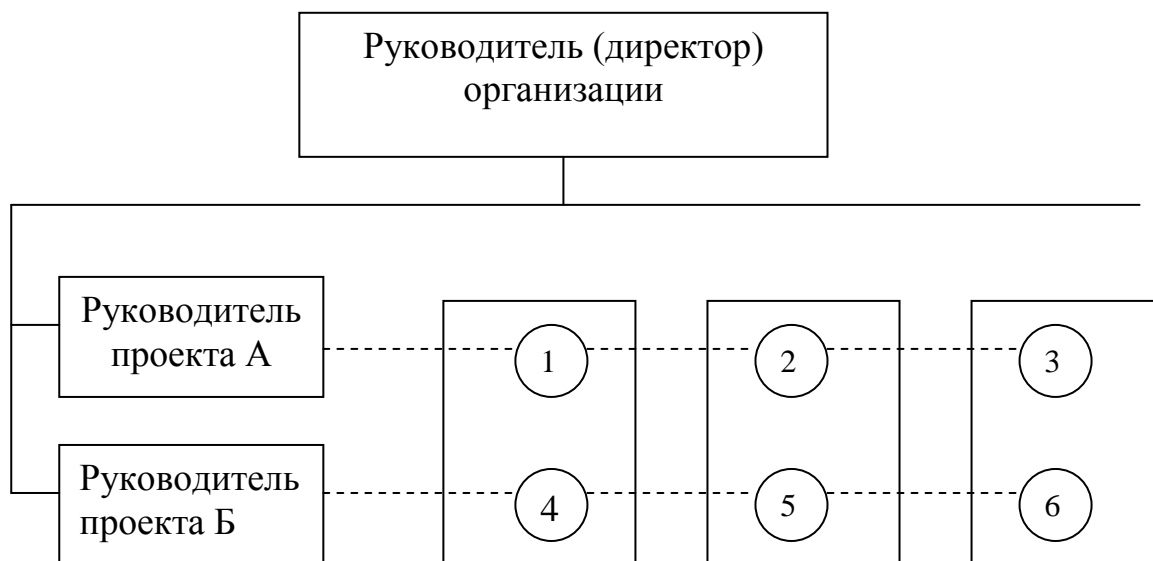 Руководитель (директор)
организации
Руководитель
проекта А
1
2
3
Руководитель
проекта Б
4
5
6